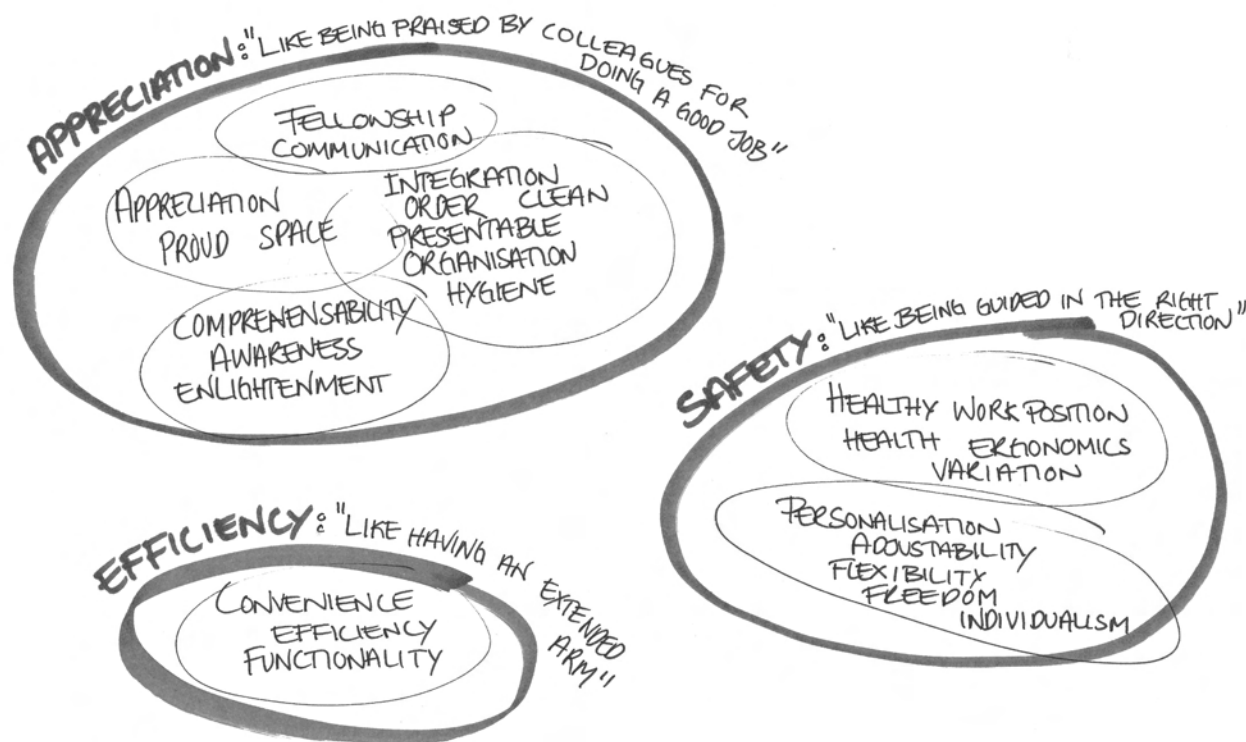 APPRECIATION: "LIKE BEING PRAISED BY COLLEAGUES FOR
DOING A GOOD JOB"
FELLOWSHIP
COMMUNICATION
APPRECIATION
PROUD SPACE
INTEGRATION
ORDER CLEAN
PRESENTABLE
ORGANISATION
HYGIENE
COMPREHENSABILITY
AWARENESS
ENLIGHTENMENT
SAFETY: "LIKE BEING GUIDED IN THE RIGHT
DIRECTION"
HEALTHY WORK POSITION
HEALTH ERGONOMICS
VARIATION
PERSONALISATION
ADOUSTABILITY
FLEXIBILITY
FREEDOM
INDIVIDUALISM
EFFICIENCY: "LIKE HAVING AN EXTENDED
ARM"
CONVENIENCE
EFFICIENCY
FUNCTIONALITY